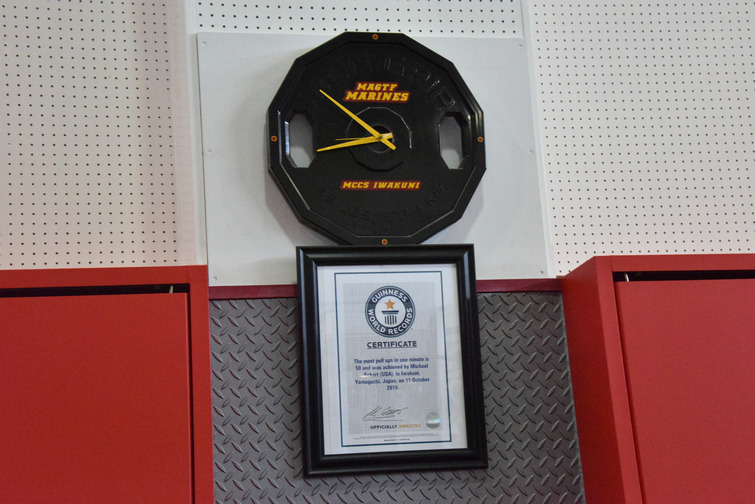 MAGTF
MARINES
MCCS IWAKUNI
GUINNESS
WORLD RECORDS
CERTIFICATE
The most pull ups in one minute is
50 and was achieved by Michael
Eckert (USA), in Iwakuni,
Yamaguchi, Japan, on 11 October
2015.
OFFICIALLY AMAZING